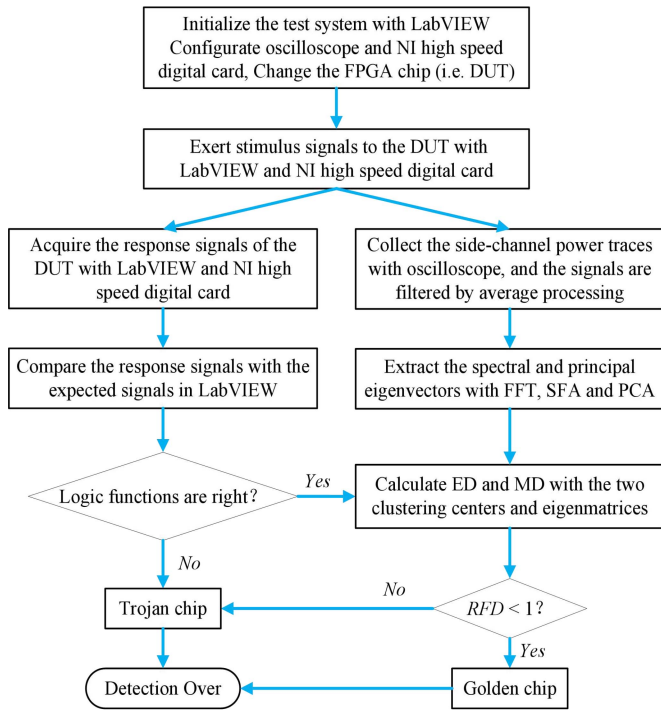 Initialize the test system with LabVIEW
Configurate oscilloscope and NI high speed
digital card, Change the FPGA chip (i.e. DUT)
Exert stimulus signals to the DUT with
LabVIEW and NI high speed digital card
Acquire the response signals of the
DUT with LabVIEW and NI high
speed digital card
Collect the side-channel power traces
with oscilloscope, and the signals are
filtered by average processing
Compare the response signals with the
expected signals in LabVIEW
Extract the spectral and principal
eigenvectors with FFT, SFA and PCA
Logic functions are right?
Yes
Calculate ED and MD with the two
clustering centers and eigenmatrices
No
Trojan chip
No
RFD < 1?
Yes
Detection Over
Golden chip